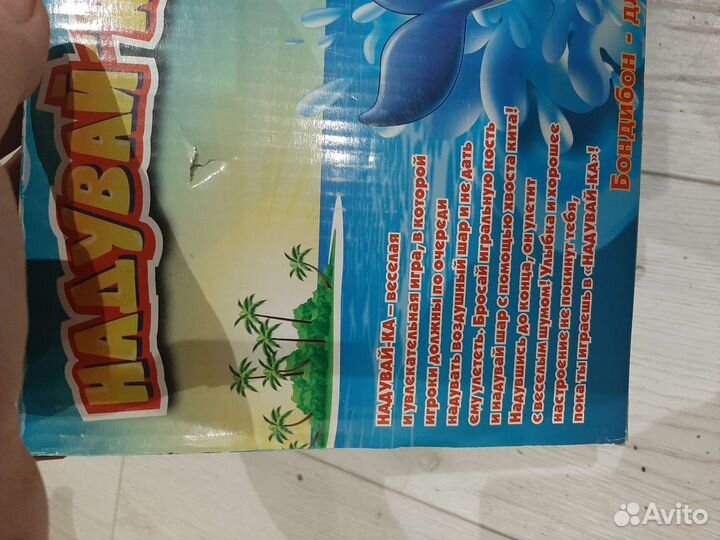 НАДУВАЙ-К
НАДУВАЙ-КА – веселая
и увлекательная игра, в которой
игроки должны по очереди
надувать воздушный шар и не дать
ему улететь. Бросай игральную кость
и надувай шар с помощью хвоста кита!
Надувшись до конца, он улетит
с веселым шумом! Улыбка и хорошее
настроение не покинут тебя,
пока ты играешь в «НАДУВАЙ-КА»!
Бондибон - д
Avito